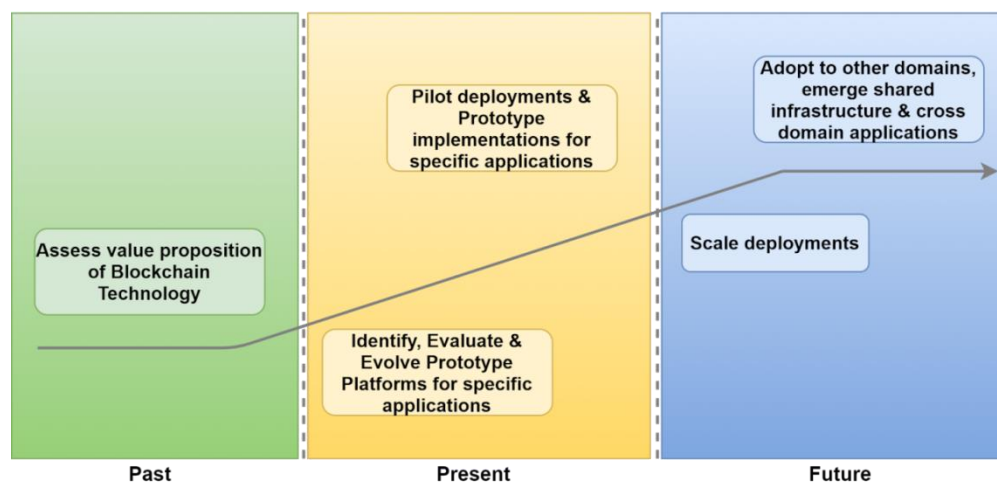 Assess value proposition
of Blockchain
Technology
Pilot deployments &
Prototype
implementations for
specific applications
Identify, Evaluate &
Evolve Prototype
Platforms for specific
applications
Adopt to other domains,
emerge shared
infrastructure & cross
domain applications
Scale deployments
Past
Present
Future